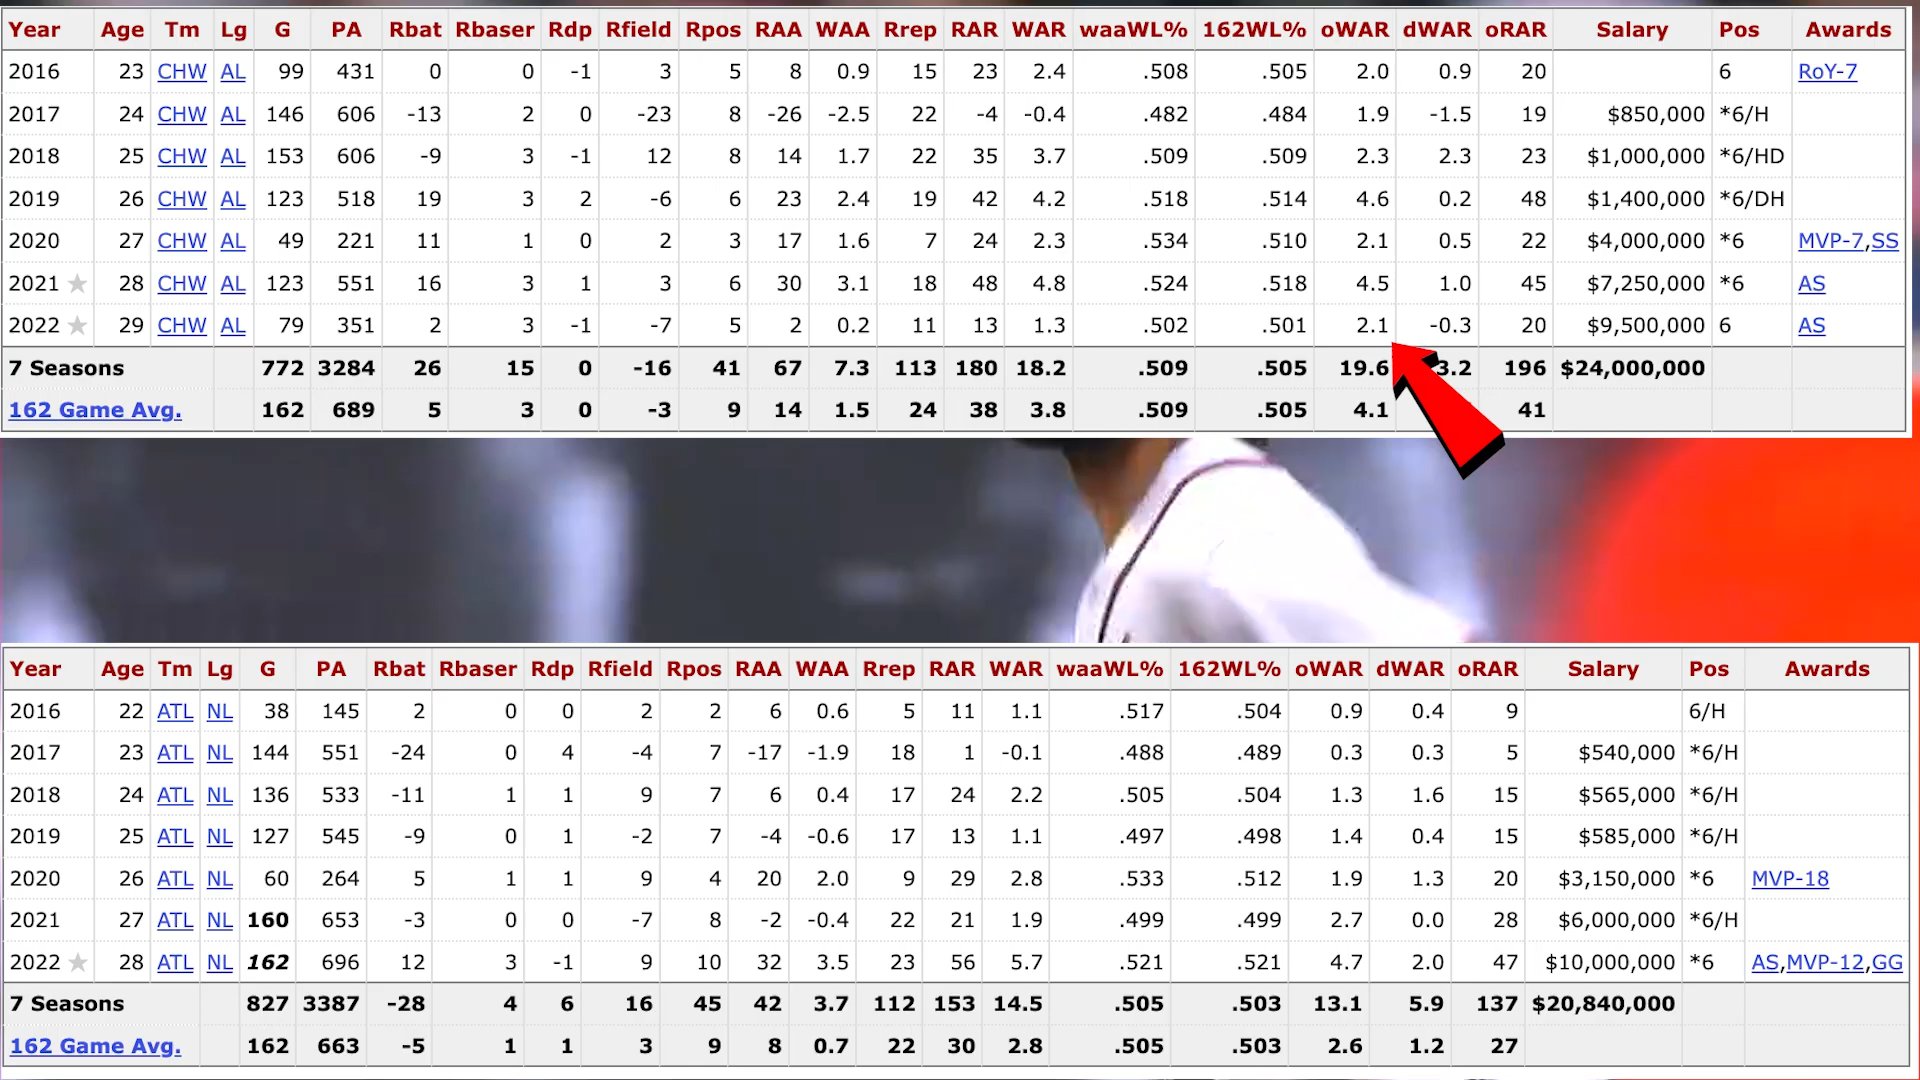 Year Age Tm Lg G PA Rbat Rbaser Rdp Rfield Rpos RAA WAA Rrep RAR WAR waaWL% 162WL% oWAR dWAR oRAR Salary Pos Awards
2016 23 CHW AL 99 431 0 0 -1 3 5 8 0.9 15 23 2.4 .508 .505 2.0 0.9 20 6 RoY-7
2017 24 CHW AL 146 606 -13 2 0 -23 8 -26 -2.5 22 -4 -0.4 .482 .484 1.9 -1.5 19 $850,000 *6/H
2018 25 CHW AL 153 606 -9 3 -1 12 8 14 1.7 22 35 3.7 .509 .509 2.3 2.3 23 $1,000,000 *6/HD
2019 26 CHW AL 123 518 19 3 2 -6 6 23 2.4 19 42 4.2 .518 .514 4.6 0.2 48 $1,400,000 *6/DH
2020 27 CHW AL 49 221 11 1 0 2 3 17 1.6 7 24 2.3 .534 .510 2.1 0.5 22 $4,000,000 *6 MVP-7,SS
2021 ★ 28 CHW AL 123 551 16 3 1 3 6 30 3.1 18 48 4.8 .524 .518 4.5 1.0 45 $7,250,000 *6 AS
2022 ★ 29 CHW AL 79 351 2 3 -1 -7 5 2 0.2 11 13 1.3 .502 .501 2.1 -0.3 20 $9,500,000 6 AS
7 Seasons 772 3284 26 15 0 -16 41 67 7.3 113 180 18.2 .509 .505 19.6 3.2 196 $24,000,000
162 Game Avg. 162 689 5 3 0 -3 9 14 1.5 24 38 3.8 .509 .505 4.1 41
Year Age Tm Lg G PA Rbat Rbaser Rdp Rfield Rpos RAA WAA Rrep RAR WAR waaWL% 162WL% oWAR dWAR oRAR Salary Pos Awards
2016 22 ATL NL 38 145 2 0 0 2 2 6 0.6 5 11 1.1 .517 .504 0.9 0.4 9 6/H
2017 23 ATL NL 144 551 -24 0 4 -4 7 -17 -1.9 18 1 -0.1 .488 .489 0.3 0.3 5 $540,000 *6/H
2018 24 ATL NL 136 533 -11 1 1 9 7 6 0.4 17 24 2.2 .505 .504 1.3 1.6 15 $565,000 *6/H
2019 25 ATL NL 127 545 -9 0 1 -2 7 -4 -0.6 17 13 1.1 .497 .498 1.4 0.4 15 $585,000 *6/H
2020 26 ATL NL 60 264 5 1 1 9 4 20 2.0 9 29 2.8 .533 .512 1.9 1.3 20 $3,150,000 *6 MVP-18
2021 27 ATL NL 160 653 -3 0 0 -7 8 -2 -0.4 22 21 1.9 .499 .499 2.7 0.0 28 $6,000,000 *6/H
2022 ★ 28 ATL NL 162 696 12 3 -1 9 10 32 3.5 23 56 5.7 .521 .521 4.7 2.0 47 $10,000,000 *6 AS,MVP-12,GG
7 Seasons 827 3387 -28 4 6 16 45 42 3.7 112 153 14.5 .505 .503 13.1 5.9 137 $20,840,000
162 Game Avg. 162 663 -5 1 1 3 9 8 0.7 22 30 2.8 .505 .503 2.6 1.2 27